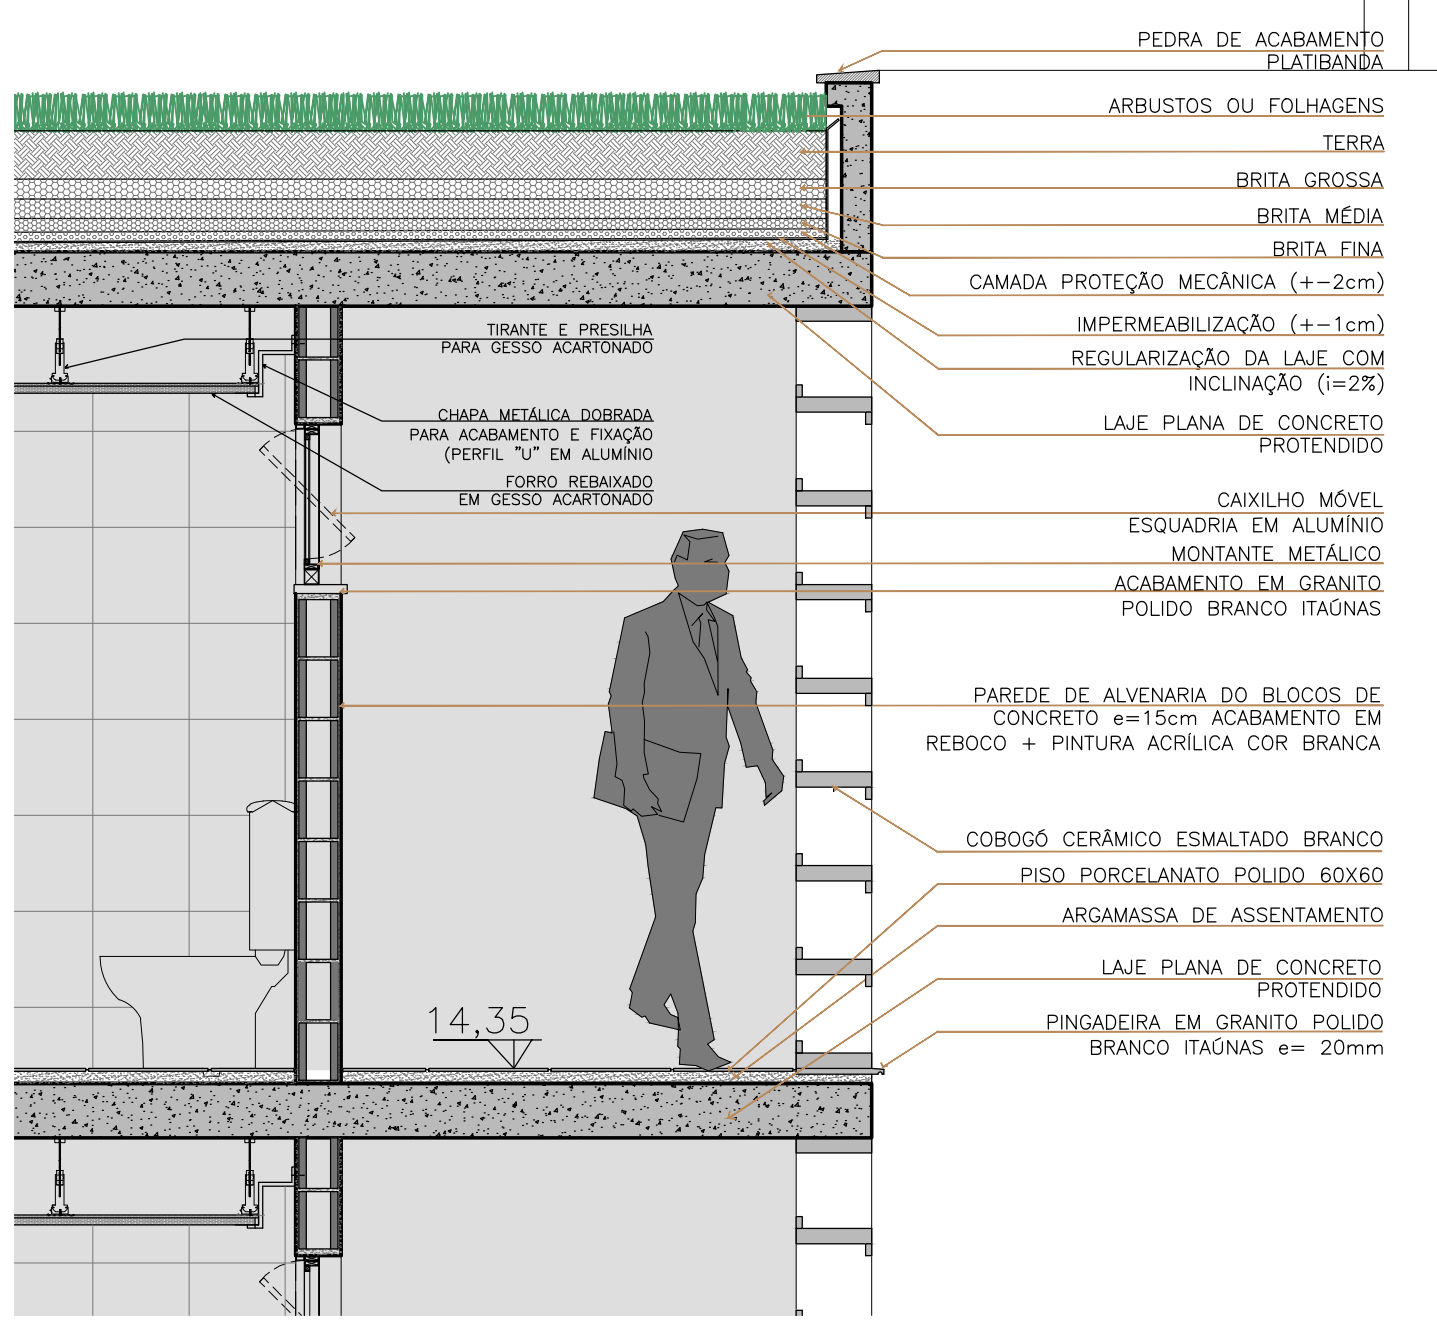 PEDRA DE ACABAMENTO
PLATIBANDA
ARBUSTOS OU FOLHAGENS
TERRA
BRITA GROSSA
BRITA MÉDIA
BRITA FINA
CAMADA PROTEÇÃO MECÂNICA (+-2cm)
IMPERMEABILIZAÇÃO (+-1cm)
REGULARIZAÇÃO DA LAJE COM
INCLINAÇÃO (i=2%)
LAJE PLANA DE CONCRETO
PROTENDIDO
TIRANTE E PRESILHA
PARA GESSO ACARTONADO
CHAPA METÁLICA DOBRADA
PARA ACABAMENTO E FIXAÇÃO
(PERFIL "U" EM ALUMÍNIO
FORRO REBAIXADO
EM GESSO ACARTONADO
CAIXILHO MÓVEL
ESQUADRIA EM ALUMÍNIO
MONTANTE METÁLICO
ACABAMENTO EM GRANITO
POLIDO BRANCO ITAÚNAS
PAREDE DE ALVENARIA DO BLOCOS DE
CONCRETO e=15cm ACABAMENTO EM
REBOCO + PINTURA ACRÍLICA COR BRANCA
COBOGÓ CERÂMICO ESMALTADO BRANCO
PISO PORCELANATO POLIDO 60X60
ARGAMASSA DE ASSENTAMENTO
LAJE PLANA DE CONCRETO
PROTENDIDO
PINGADEIRA EM GRANITO POLIDO
BRANCO ITAÚNAS e= 20mm
14,35